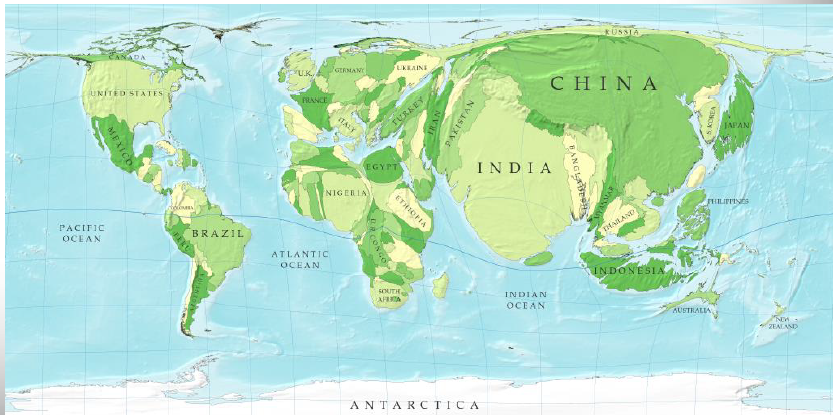 RUSSIA
CANADA
UNITED STATES
MEXICO
COLOMBIA
PERU
BRAZIL
ARGENTINA
U.K.
GERMANY
UKRAINE
FRANCE
ITALY
TURKEY
IRAN
PAKISTAN
CHINA
S. KOREA
JAPAN
INDIA
BANGLADESH
MYANMAR
THAILAND
PHILIPPINES
INDONESIA
EGYPT
NIGERIA
ETHIOPIA
D.R. CONGO
SOUTH
AFRICA
PACIFIC
OCEAN
ATLANTIC
OCEAN
INDIAN
OCEAN
AUSTRALIA
NEW
ZEALAND
ANTARCTICA